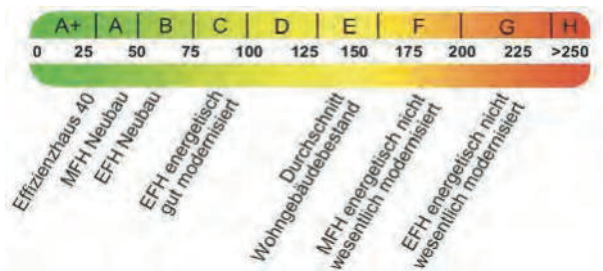 A+ A B C D E F G H
0 25 50 75 100 125 150 175 200 225 >250
Effizienzhaus 40
MFH Neubau
EFH Neubau
EFH energetisch
gut modernisiert
Durchschnitt
Wohngebäudebestand
MFH energetisch nicht
wesentlich modernisiert
EFH energetisch nicht
wesentlich modernisiert